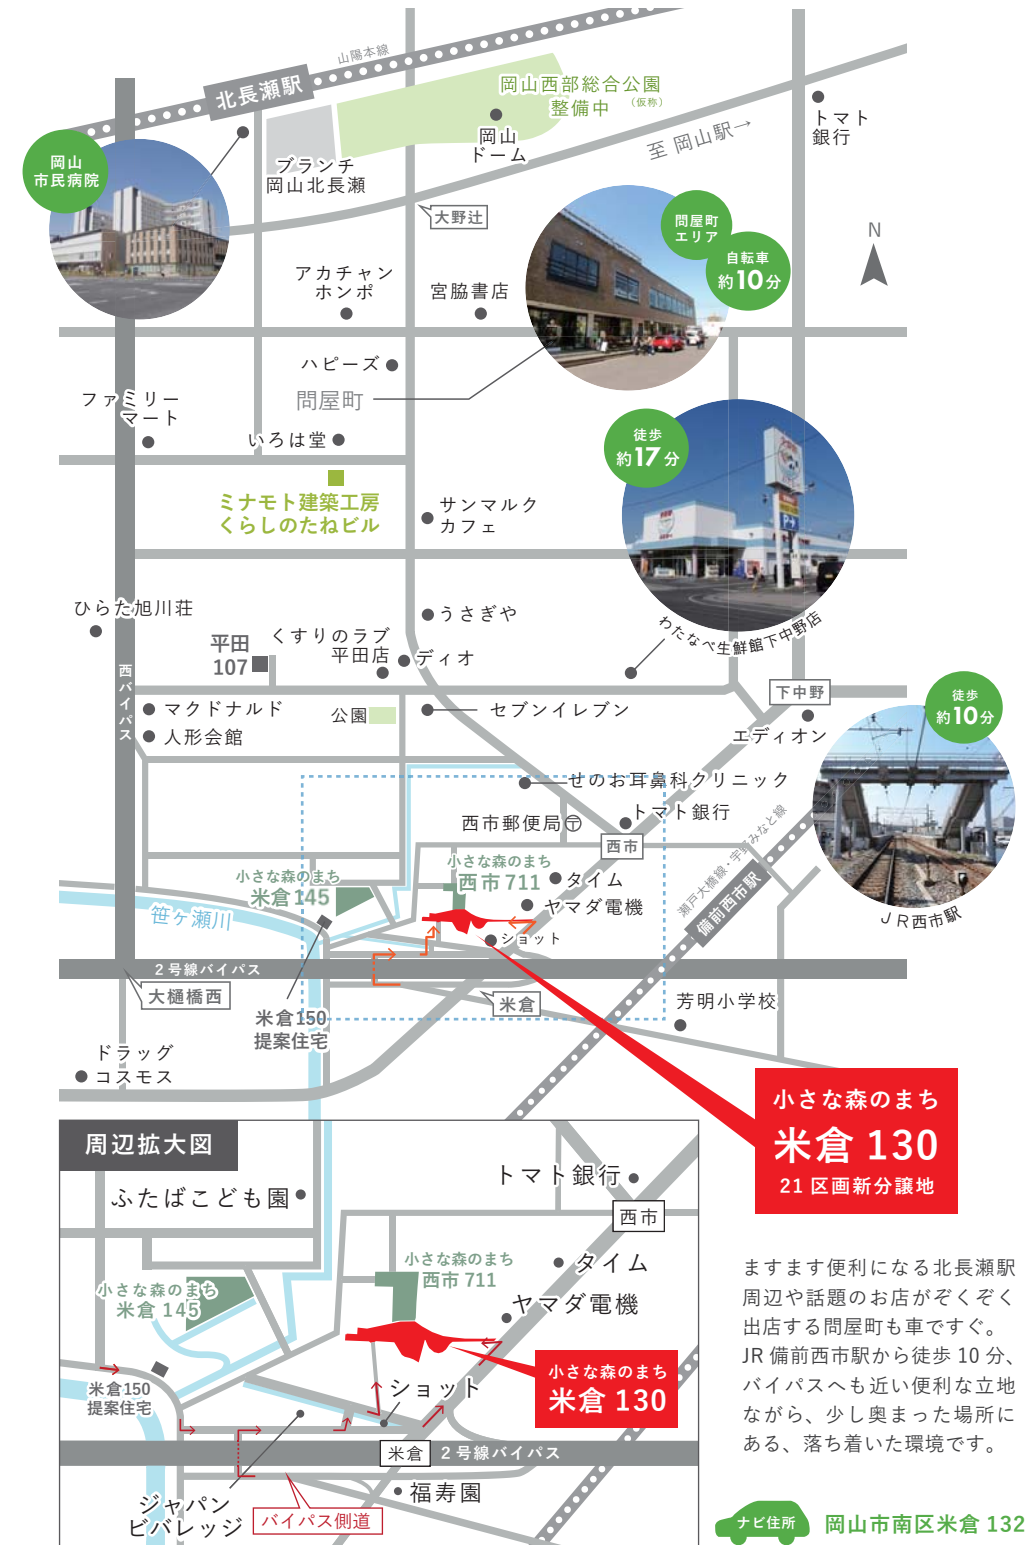 山陽本線
北長瀬駅
岡山西部総合公園
整備中（仮称）
岡山
ドーム
至 岡山駅→
トマト
銀行
岡山
市民病院
ブランチ
岡山北長瀬
大野辻
問屋町
エリア
自転車
約10分
N
アカチャン
ホンポ
宮脇書店
ハピーズ
問屋町
ファミリー
マート
いろは堂
徒歩
約17分
ミナモト建築工房
くらしのたねビル
サンマルク
カフェ
ひらた旭川荘
うさぎや
わたなべ生鮮館下中野店
平田
107
くすりのラブ
平田店
ディオ
西バイパス
下中野
徒歩
約10分
マクドナルド
人形会館
公園
セブンイレブン
エディオン
せのお耳鼻科クリニック
トマト銀行
西市郵便局〒
西市
瀬戸大橋線・宇野みなと線
備前西市駅
JR西市駅
小さな森のまち
西市711
タイム
小さな森のまち
米倉145
ヤマダ電機
笹ヶ瀬川
ショット
2号線バイパス
大樋橋西
米倉
芳明小学校
米倉150
提案住宅
ドラッグ
コスモス
小さな森のまち
米倉 130
21区画新分譲地
周辺拡大図
トマト銀行
ふたばこども園
西市
小さな森のまち
西市711
タイム
小さな森のまち
米倉 145
ヤマダ電機
小さな森のまち
米倉 130
米倉150
提案住宅
ショット
米倉
2号線バイパス
福寿園
ジャパン
ビバレッジ
バイパス側道
ますます便利になる北長瀬駅
周辺や話題のお店がぞくぞく
出店する問屋町も車ですぐ。
JR備前西市駅から徒歩10分、
バイパスへも近い便利な立地
ながら、少し奥まった場所に
ある、落ち着いた環境です。
ナビ住所
岡山市南区米倉 132